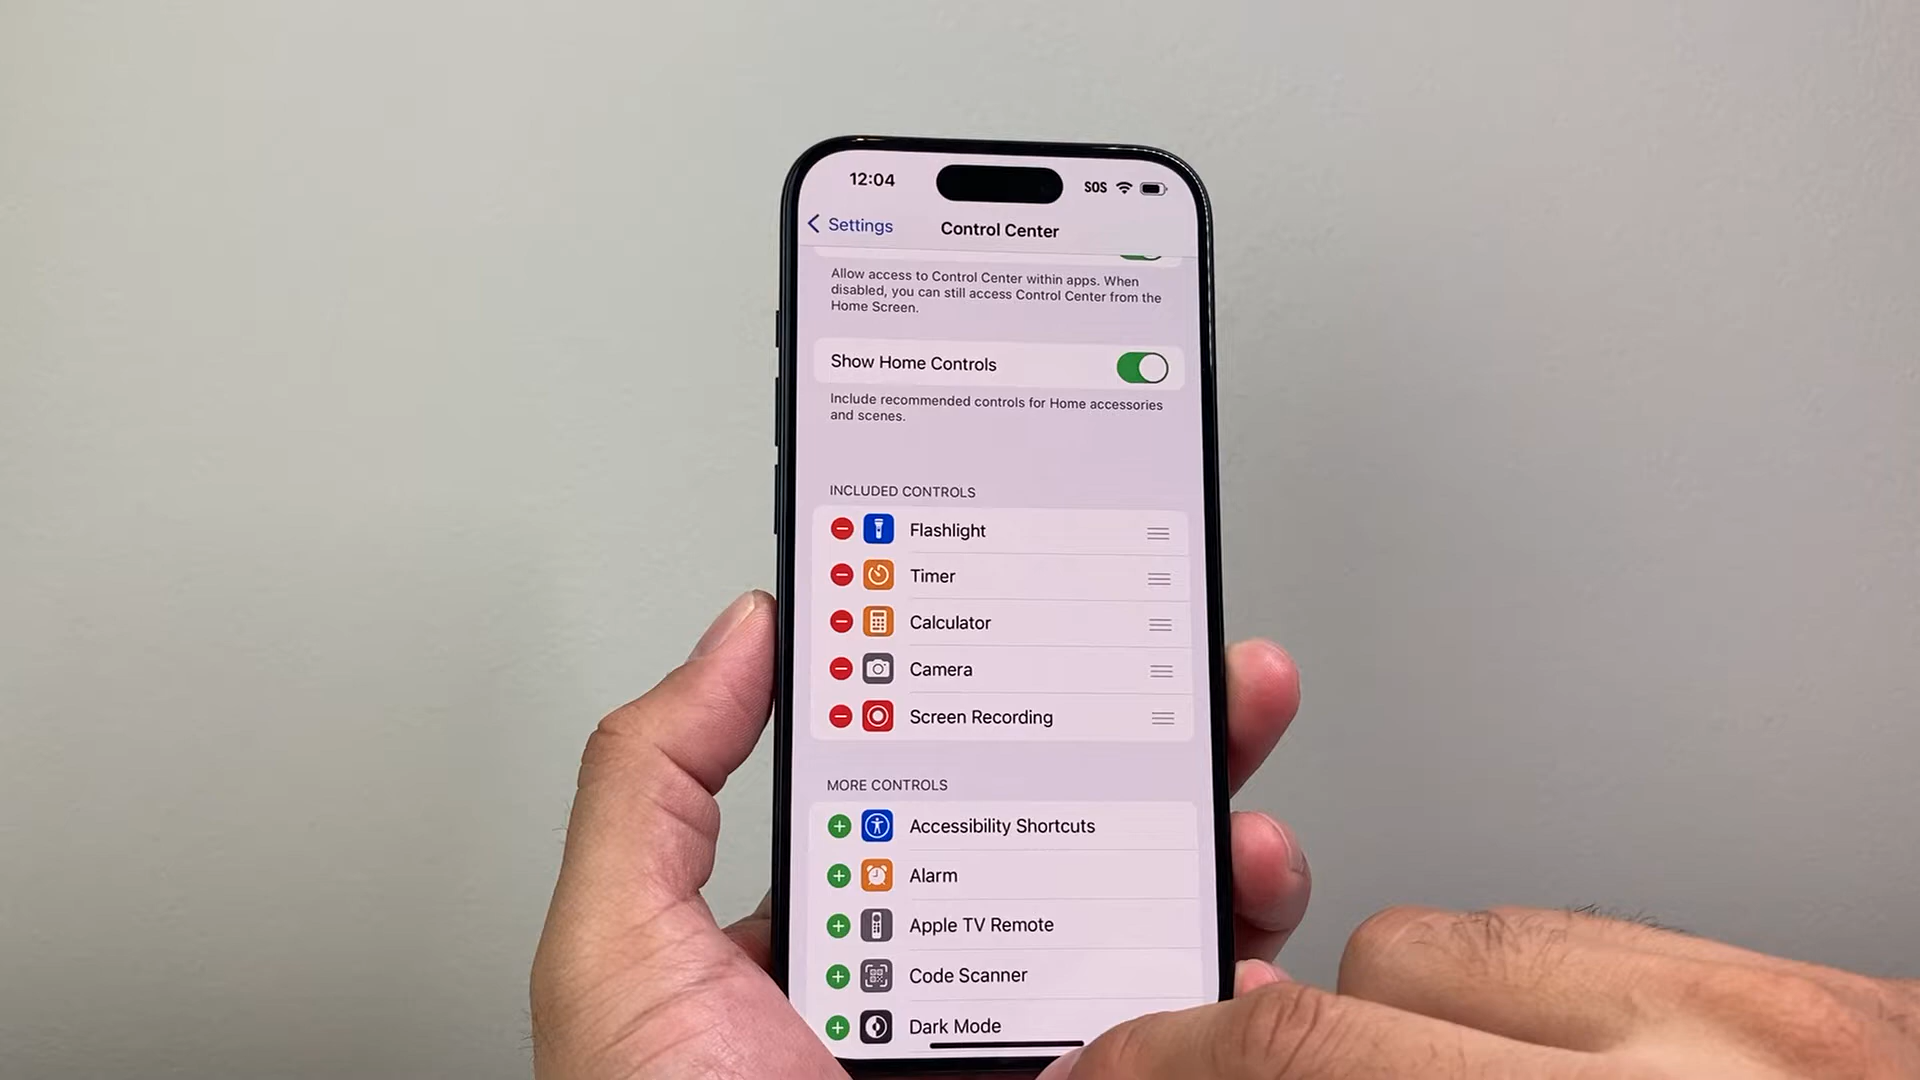 12:04
SOS
Settings
Control Center
Allow access to Control Center within apps. When
disabled, you can still access Control Center from the
Home Screen.
Show Home Controls
Include recommended controls for Home accessories
and scenes.
INCLUDED CONTROLS
Flashlight
Timer
Calculator
Camera
Screen Recording
MORE CONTROLS
Accessibility Shortcuts
Alarm
Apple TV Remote
Code Scanner
Dark Mode